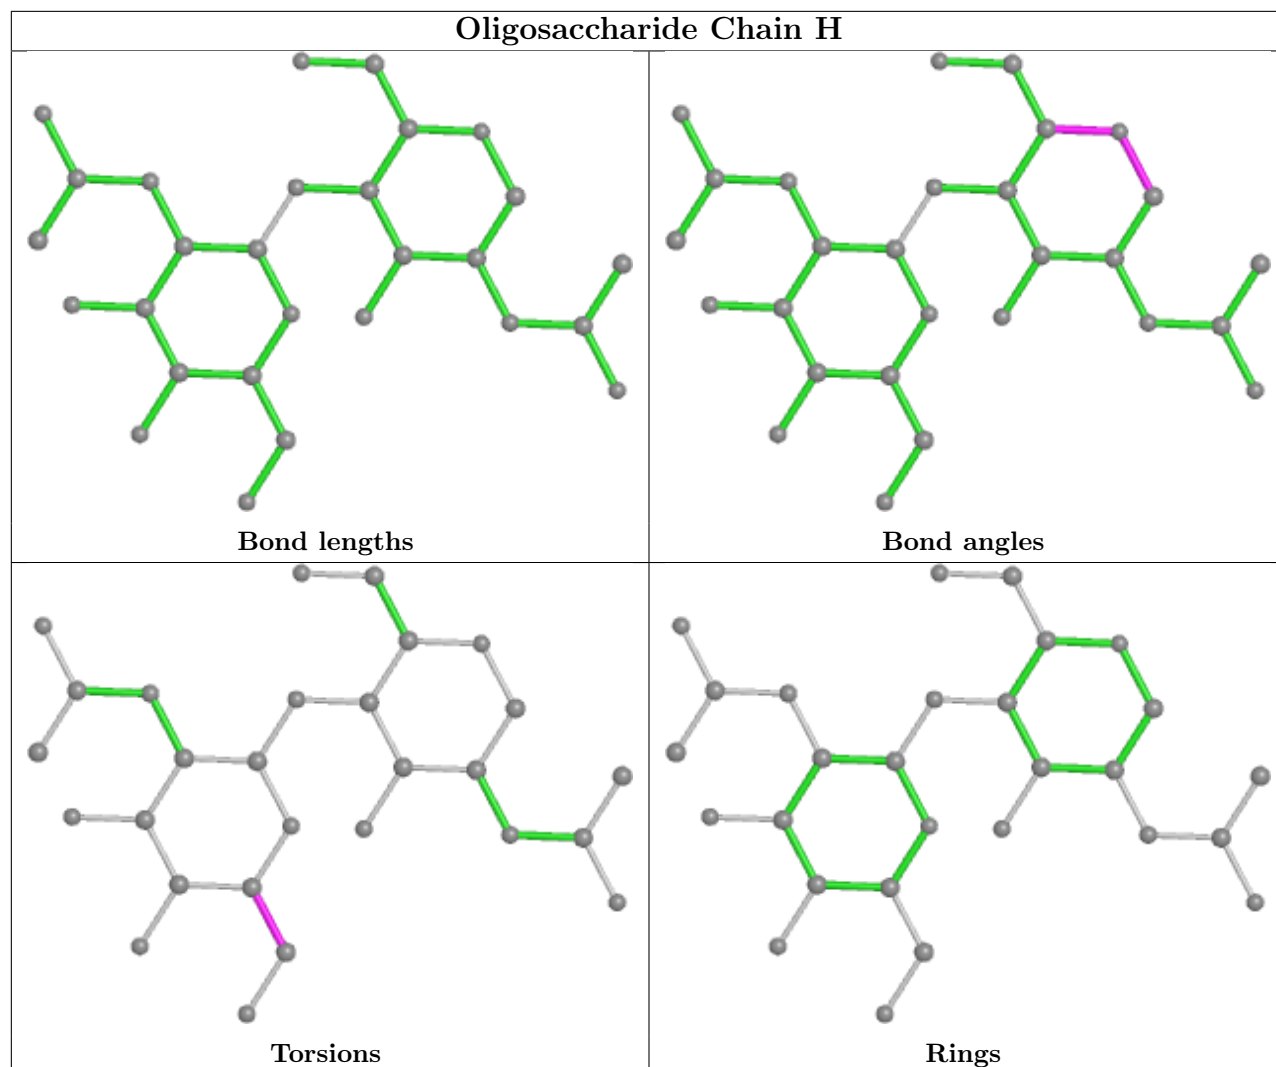 Oligosaccharide Chain H
Bond lengths
Bond angles
Torsions
Rings